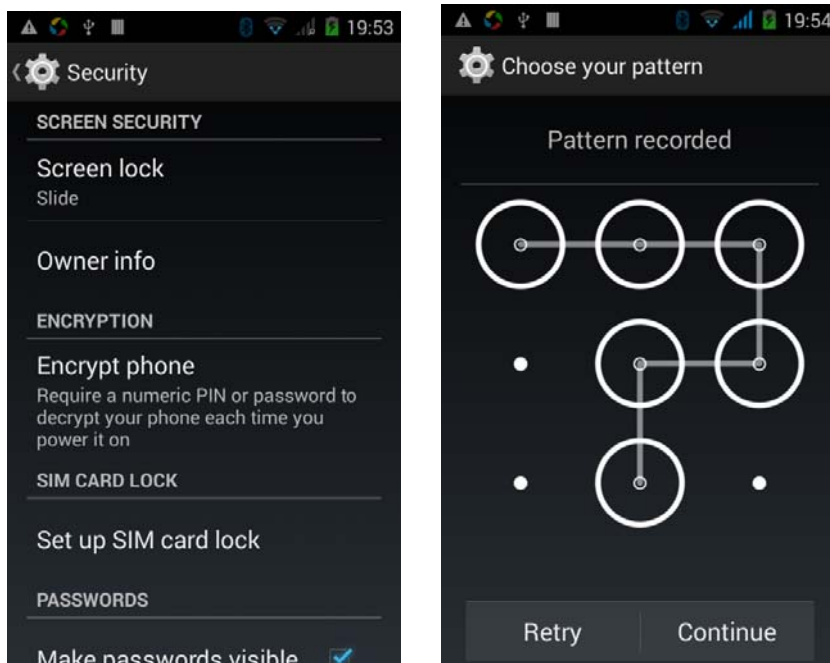 19:53
Security
SCREEN SECURITY
Screen lock
Slide
Owner info
ENCRYPTION
Encrypt phone
Require a numeric PIN or password to
decrypt your phone each time you
power it on
SIM CARD LOCK
Set up SIM card lock
PASSWORDS
Make passwords visible
19:54
Choose your pattern
Pattern recorded
Retry
Continue